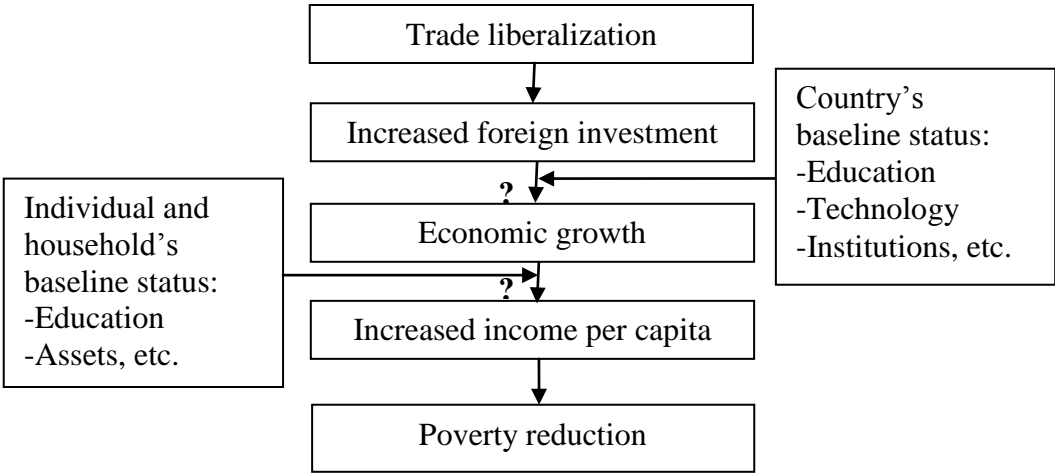 Trade liberalization
Increased foreign investment
Country’s
baseline status:
-Education
-Technology
-Institutions, etc.
?
Economic growth
Individual and
household’s
baseline status:
-Education
-Assets, etc.
?
Increased income per capita
Poverty reduction